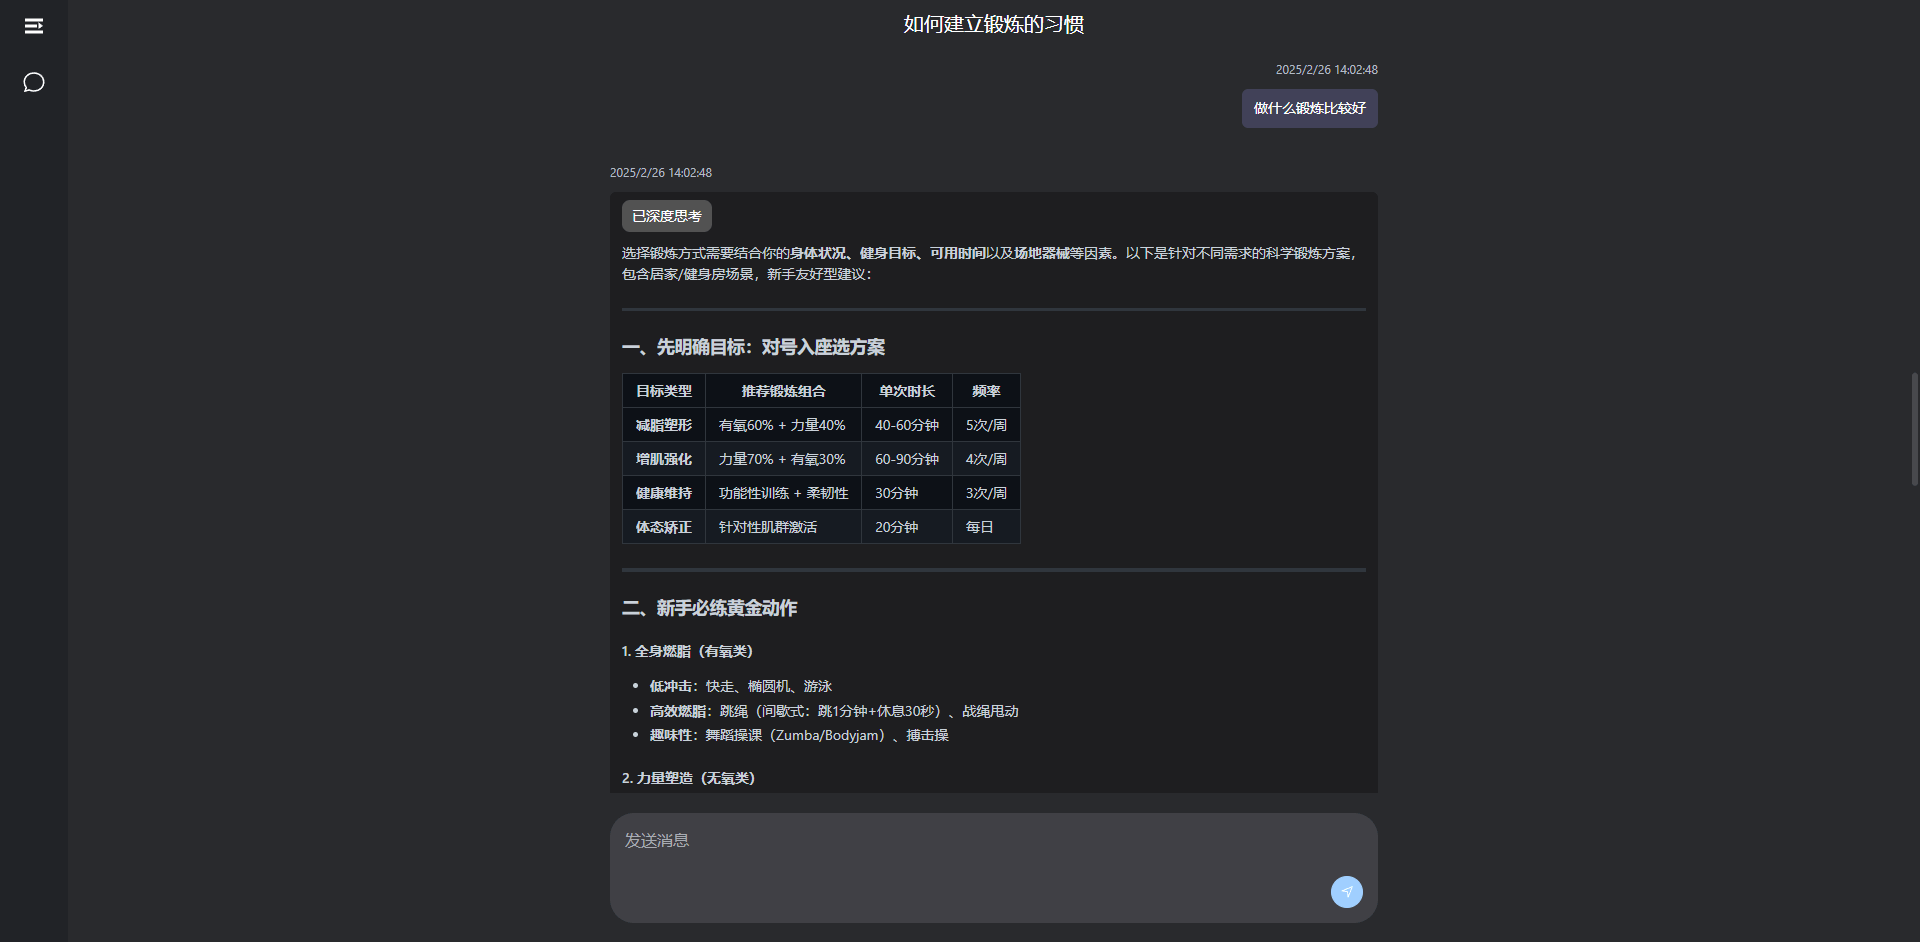 如何建立锻炼的习惯
2025/2/26 14:02:48
做什么锻炼比较好
2025/2/26 14:02:48
已深度思考
选择锻炼方式需要结合你的身体状况、健身目标、可用时间以及场地器械等因素。以下是针对不同需求的科学锻炼方案，
包含居家/健身房场景，新手友好型建议：
一、先明确目标：对号入座选方案
目标类型 推荐锻炼组合 单次时长 频率
减脂塑形 有氧60% + 力量40% 40-60分钟 5次/周
增肌强化 力量70% + 有氧30% 60-90分钟 4次/周
健康维持 功能性训练 + 柔韧性 30分钟 3次/周
体态矫正 针对性肌群激活 20分钟 每日
二、新手必练黄金动作
1. 全身燃脂（有氧类）
• 低冲击：快走、椭圆机、游泳
• 高效燃脂：跳绳（间歇式：跳1分钟+休息30秒）、战绳甩动
• 趣味性：舞蹈操课（Zumba/Bodyjam）、搏击操
2. 力量塑造（无氧类）
发送消息